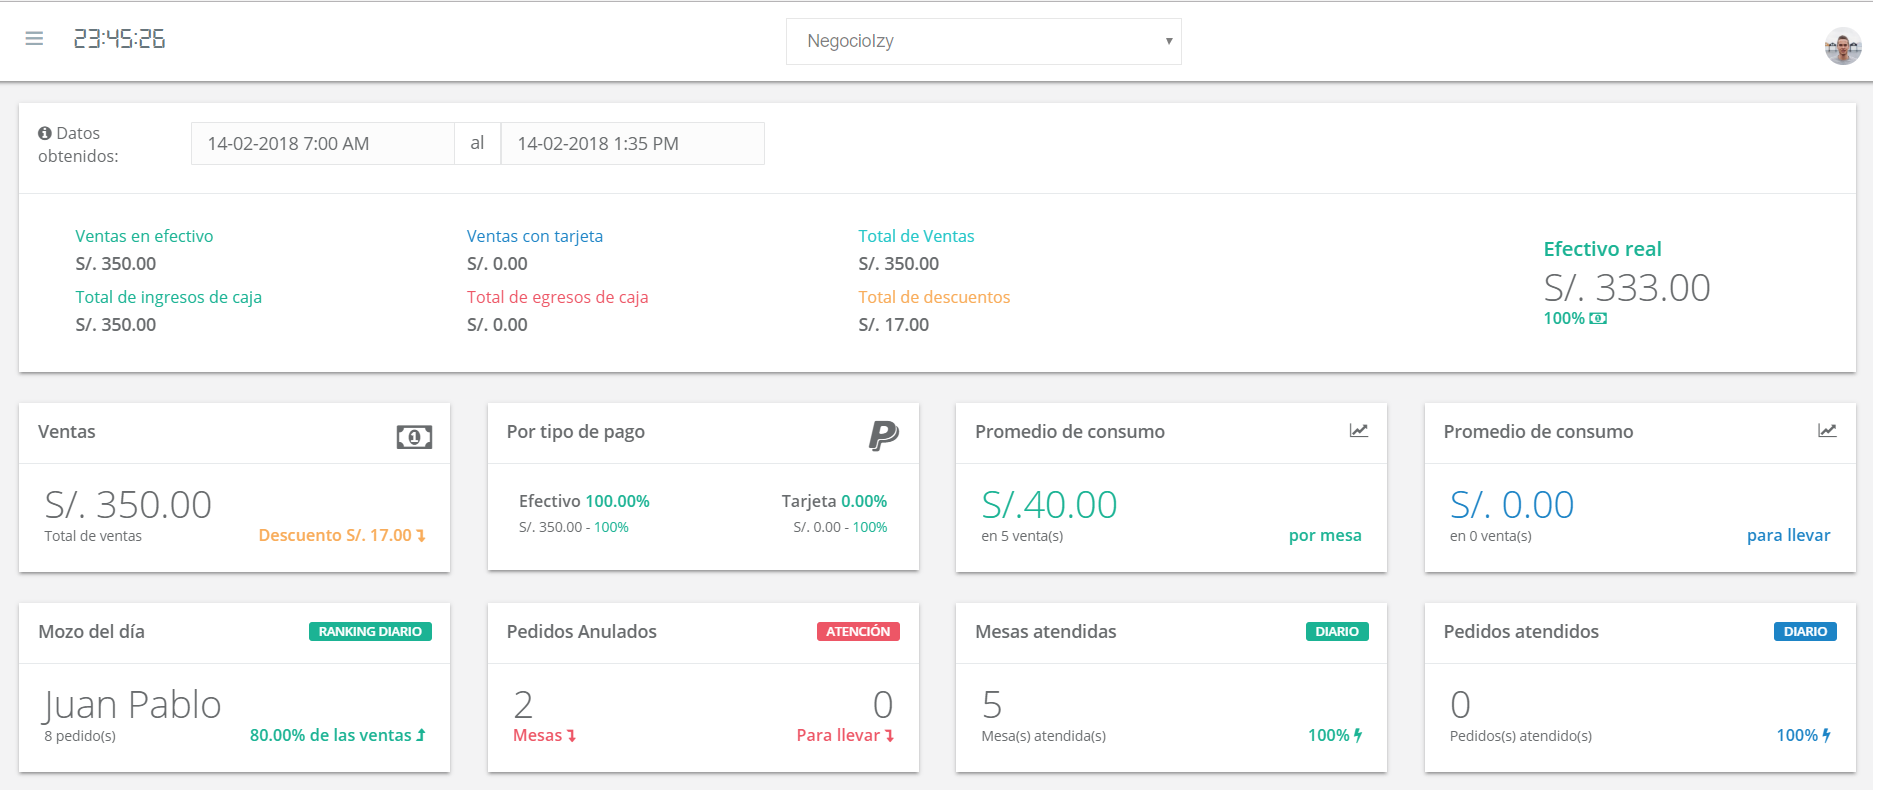 23:45:26
NegocioIzy
Datos
obtenidos:
14-02-2018 7:00 AM
al
14-02-2018 1:35 PM
Ventas en efectivo
S/. 350.00
Ventas con tarjeta
S/. 0.00
Total de Ventas
S/. 350.00
Total de ingresos de caja
S/. 350.00
Total de egresos de caja
S/. 0.00
Total de descuentos
S/. 17.00
Efectivo real
S/. 333.00
100%
Ventas
S/. 350.00
Total de ventas
Descuento S/. 17.00
Por tipo de pago
Efectivo 100.00%
S/. 350.00 - 100%
Tarjeta 0.00%
S/. 0.00 - 100%
Promedio de consumo
S/.40.00
en 5 venta(s)
por mesa
Promedio de consumo
S/. 0.00
en 0 venta(s)
para llevar
Mozo del día
RANKING DIARIO
Juan Pablo
8 pedido(s)
80.00% de las ventas
Pedidos Anulados
ATENCIÓN
2
Mesas
0
Para llevar
Mesas atendidas
DIARIO
5
Mesa(s) atendida(s)
100%
Pedidos atendidos
DIARIO
0
Pedidos(s) atendido(s)
100%